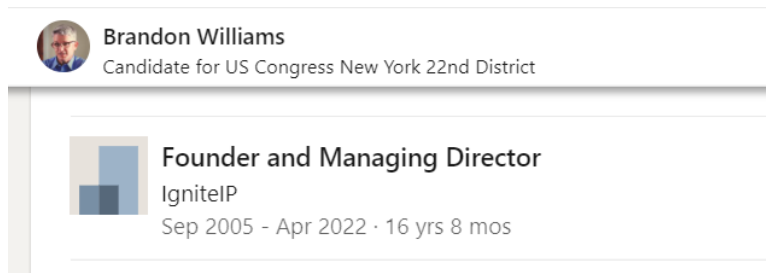 Brandon Williams
Candidate for US Congress New York 22nd District
Founder and Managing Director
IgniteIP
Sep 2005 - Apr 2022 · 16 yrs 8 mos